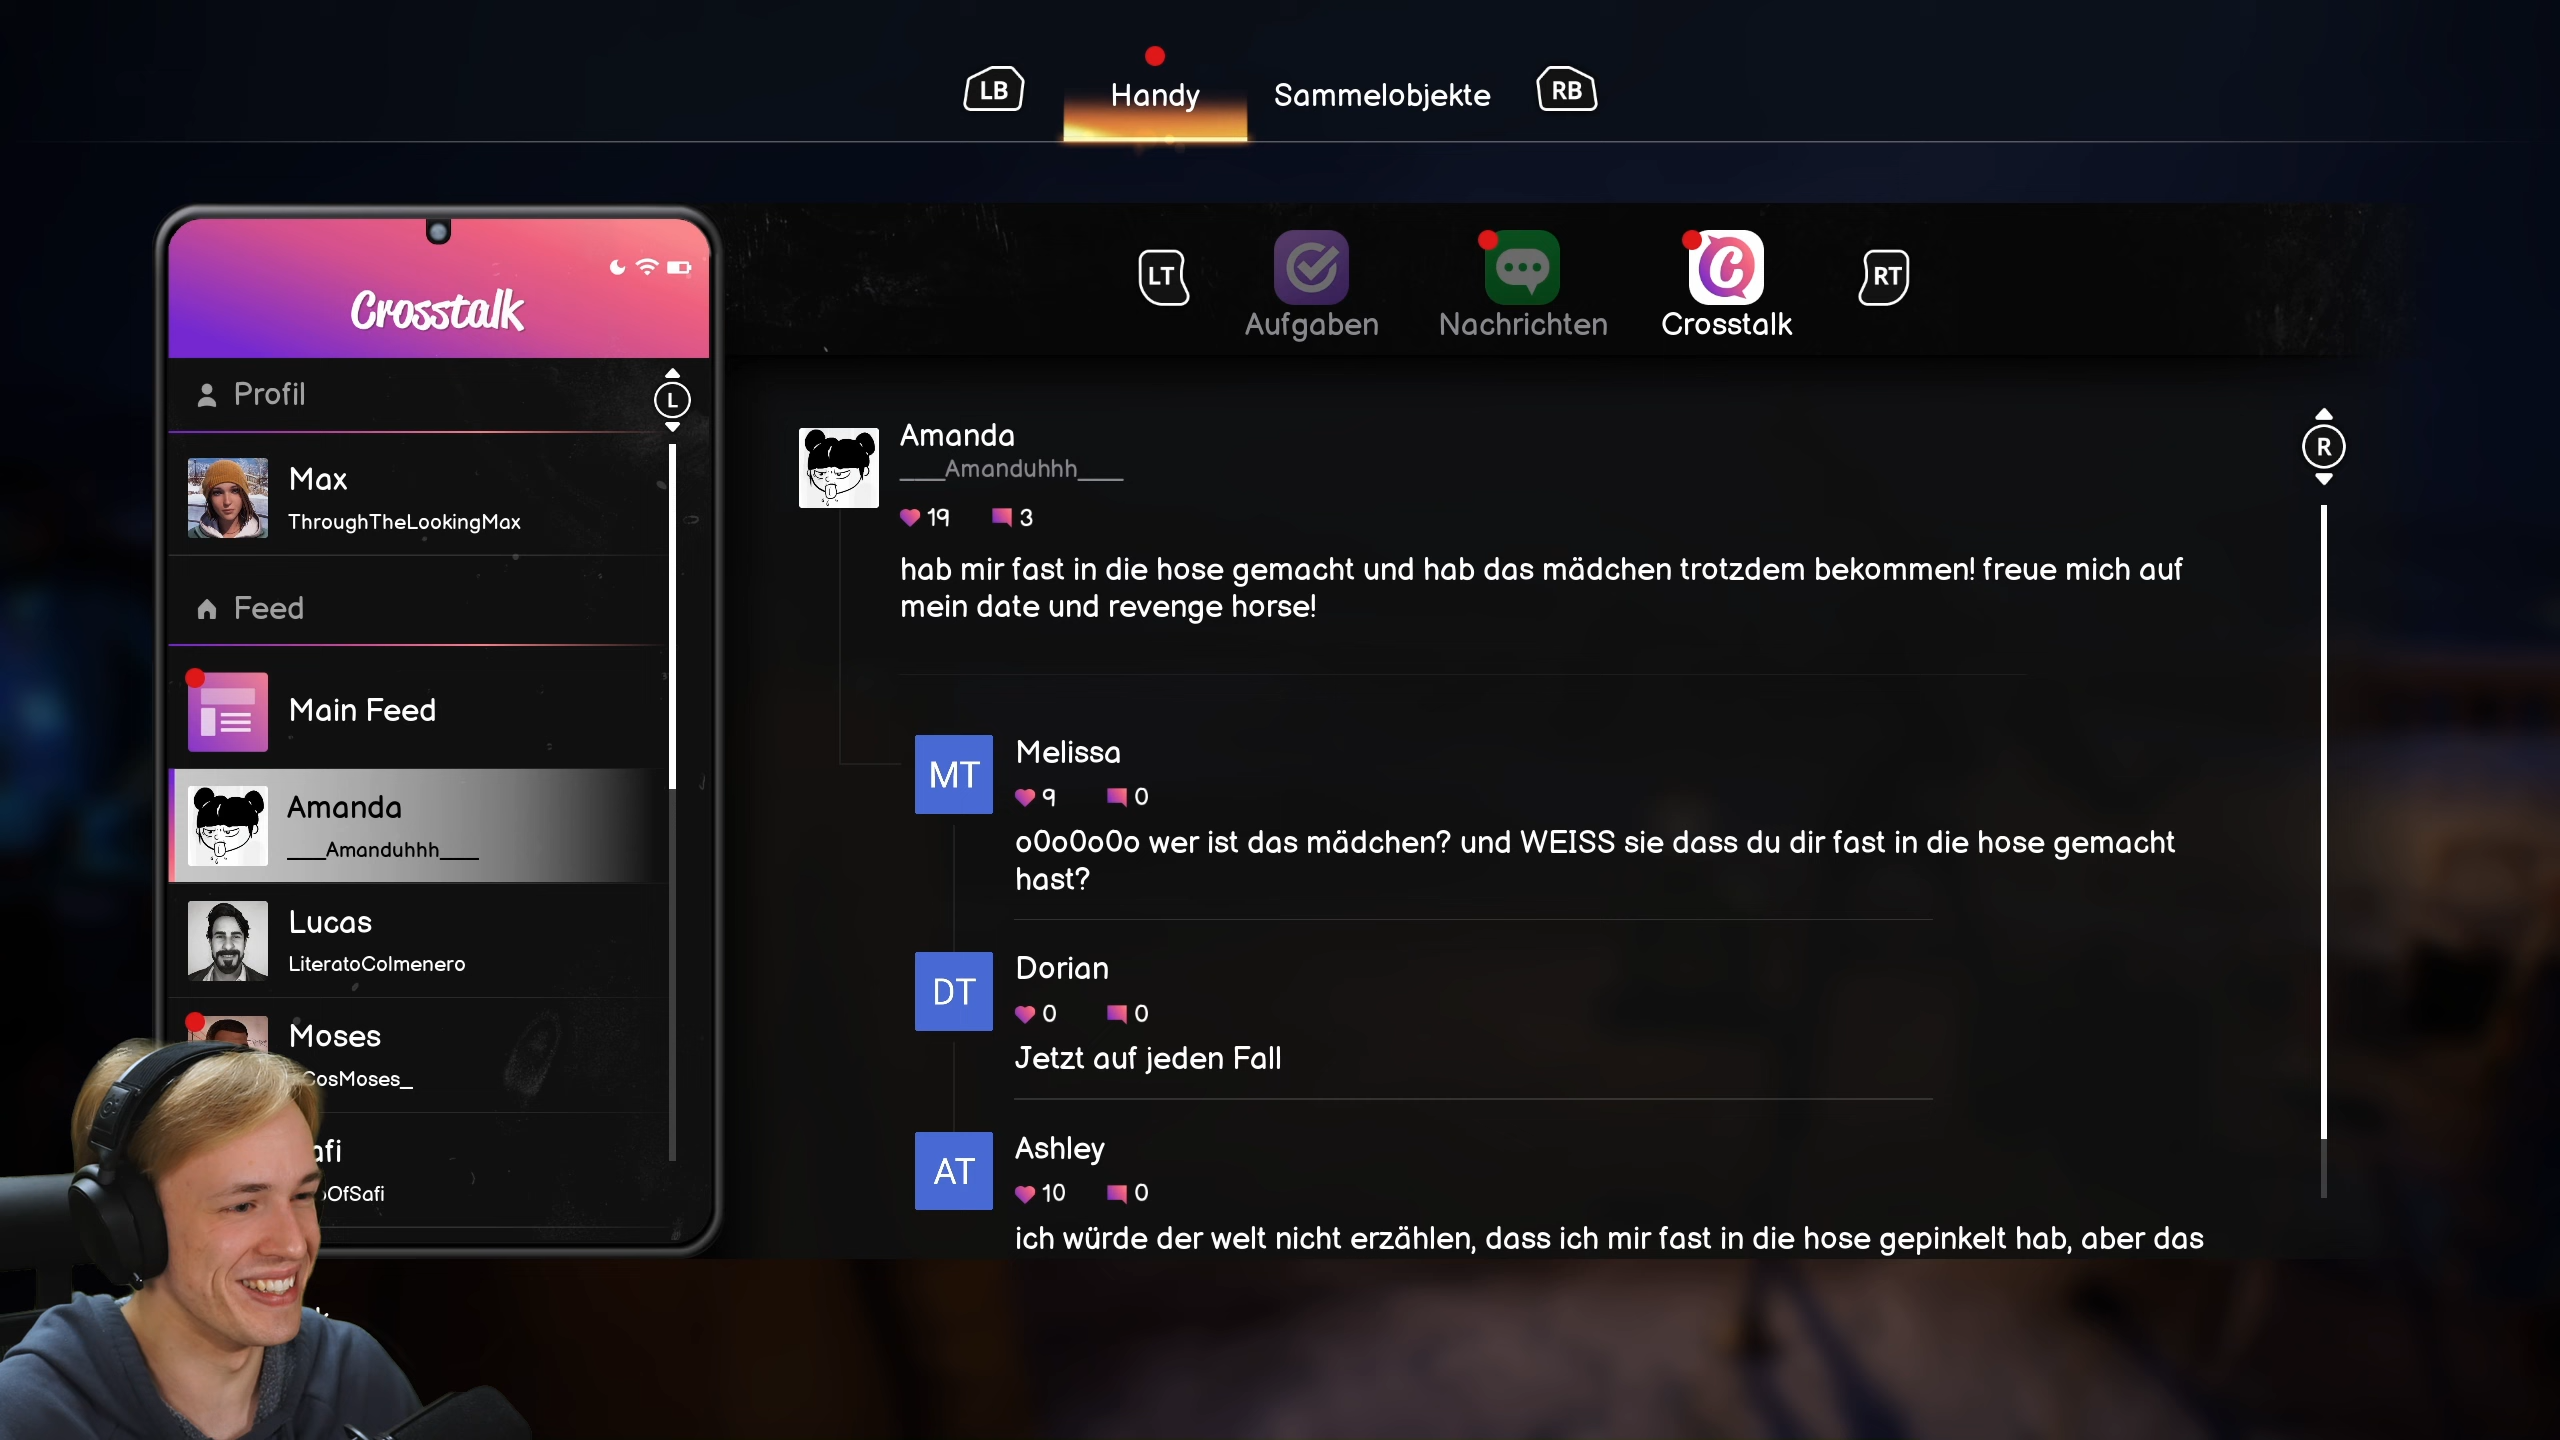 LB
Handy
Sammelobjekte
RB
Crosstalk
Profil
L
Max
ThroughTheLookingMax
Feed
Main Feed
Amanda
___Amanduhhh___
Lucas
LiteratoColmenero
Moses
CosMoses_
afi
OfSafi
LT
Aufgaben
Nachrichten
C
Crosstalk
RT
R
Amanda
___Amanduhhh___
19 3
hab mir fast in die hose gemacht und hab das mädchen trotzdem bekommen! freue mich auf
mein date und revenge horse!
MT
Melissa
9 0
o0o0o0o wer ist das mädchen? und WEISS sie dass du dir fast in die hose gemacht
hast?
DT
Dorian
0 0
Jetzt auf jeden Fall
AT
Ashley
10 0
ich würde der welt nicht erzählen, dass ich mir fast in die hose gepinkelt hab, aber das